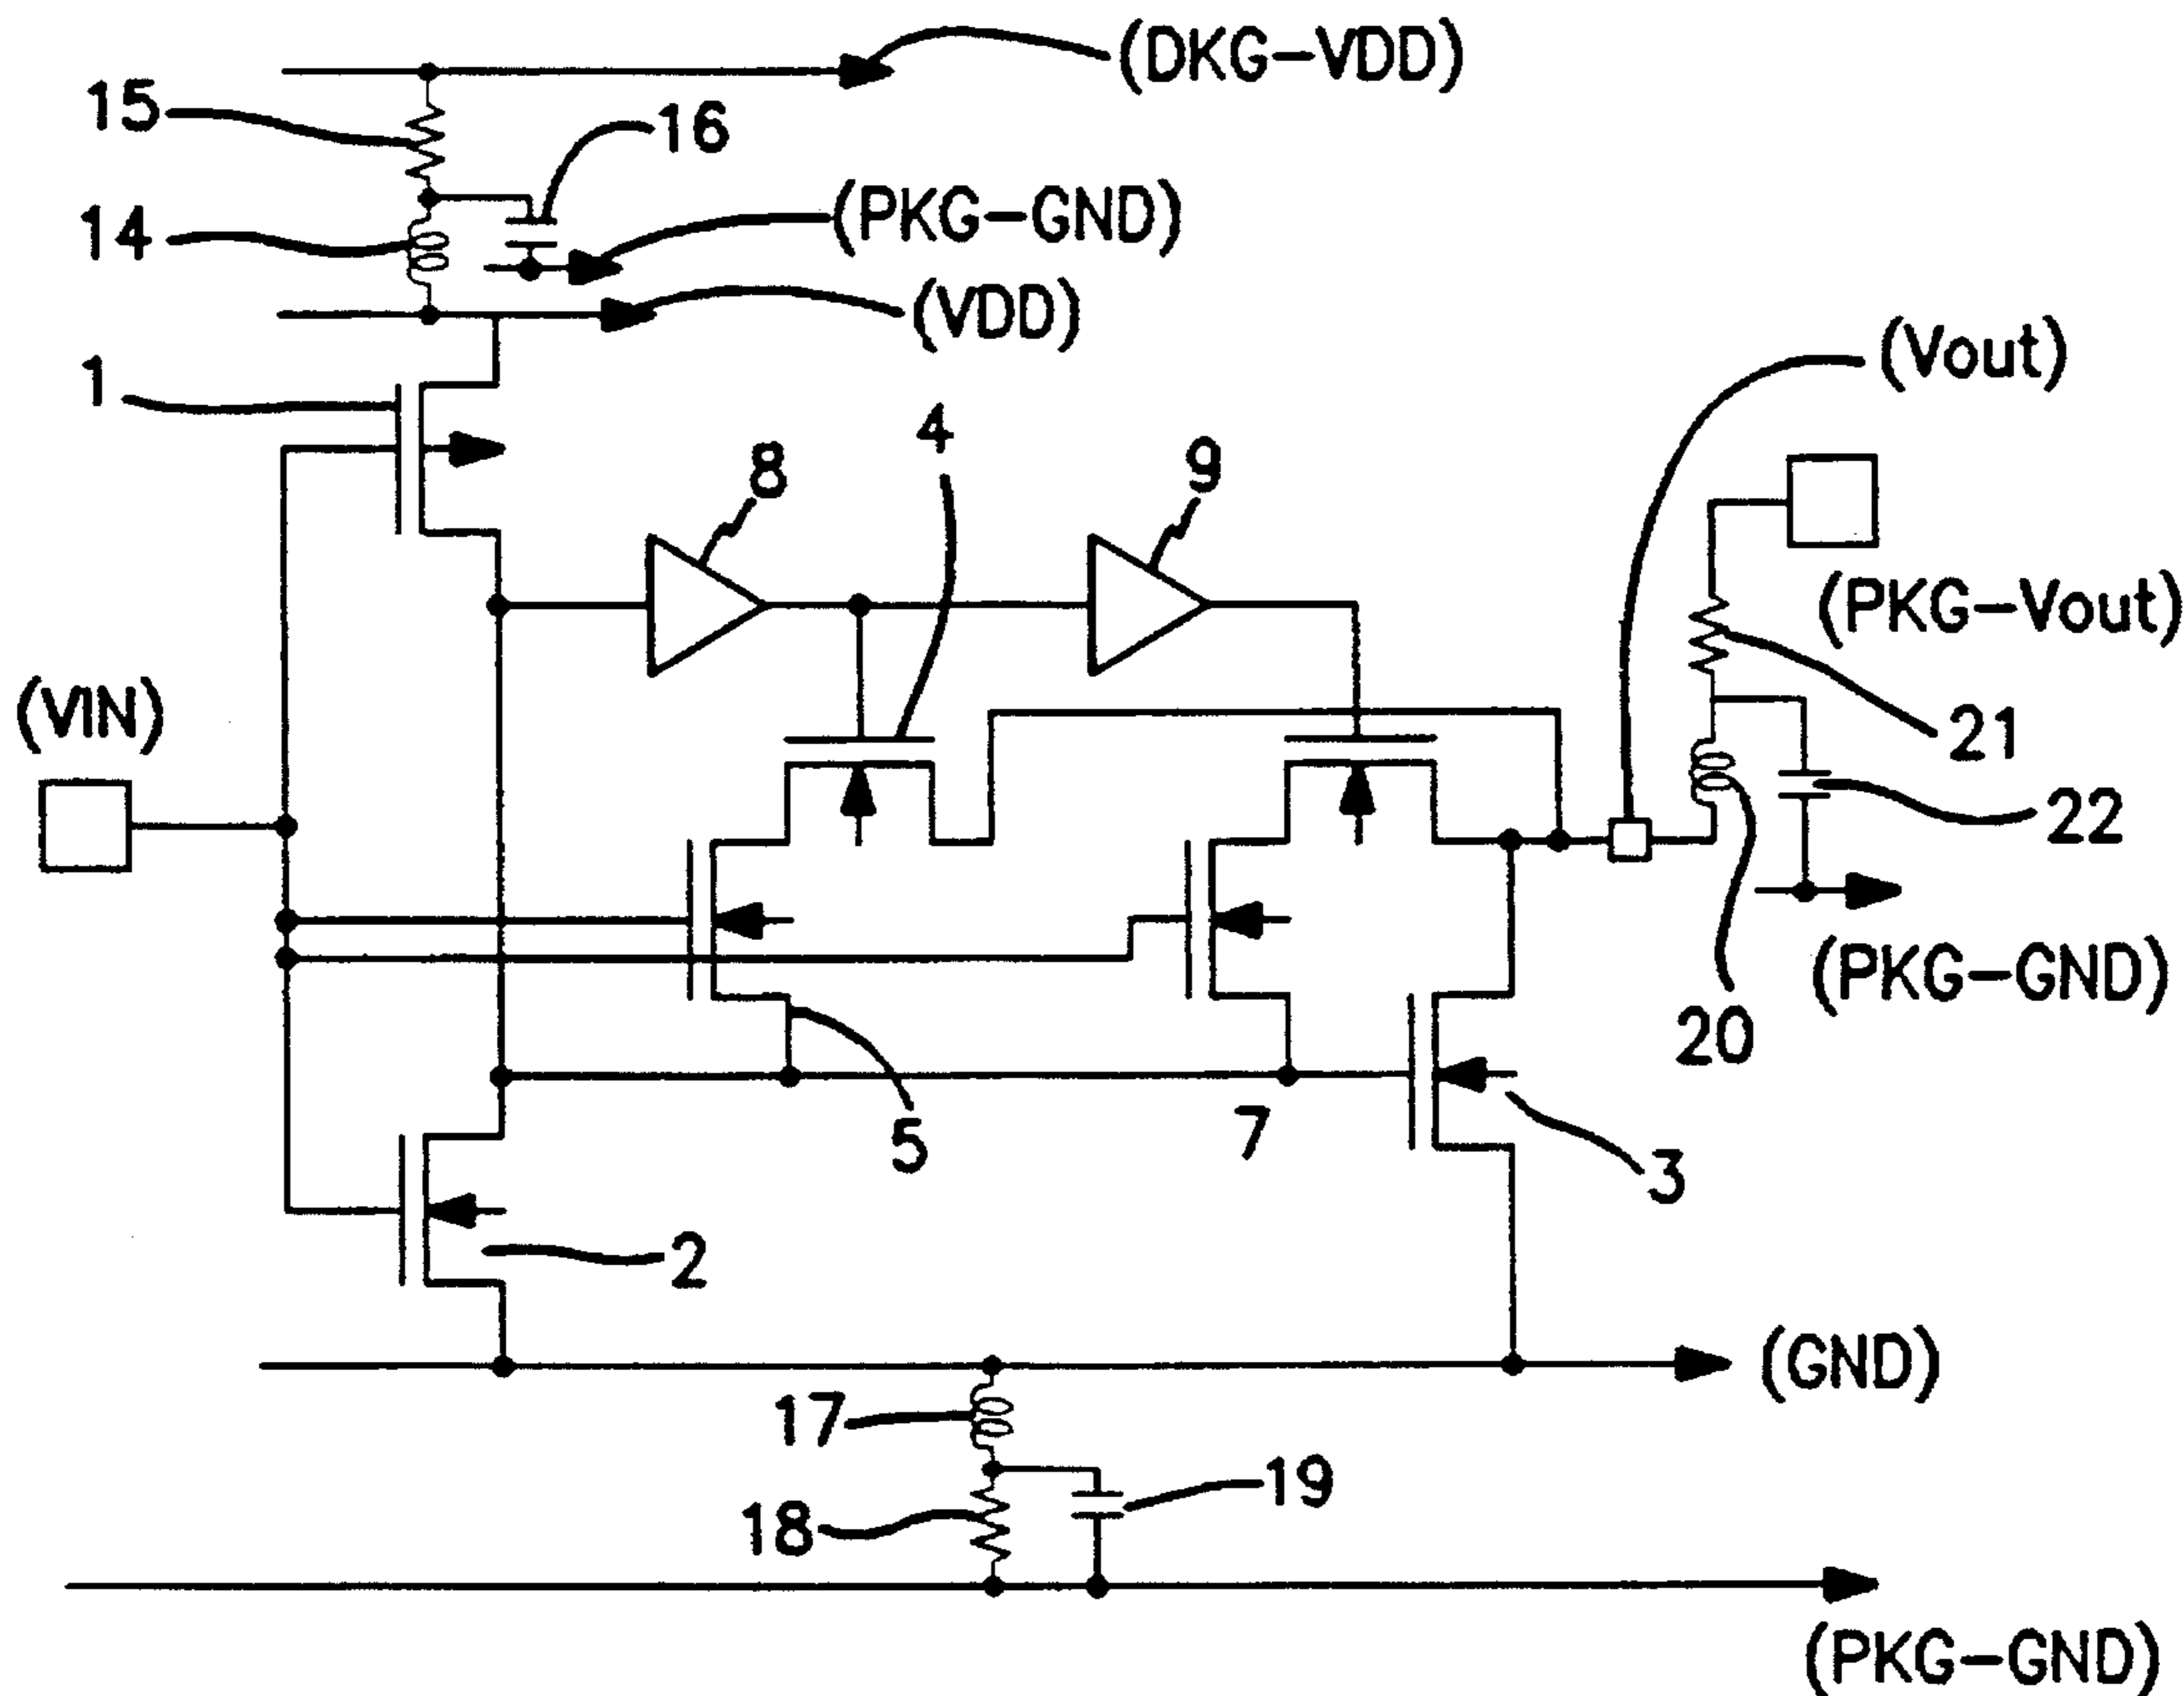 (DKG-VDD)
15
16
(PKG-GND)
14
(VDD)
(Vout)
1
4
8
9
(PKG-Vout)
(VIN)
21
22
(PKG-GND)
20
5
7
3
2
(GND)
17
19
18
(PKG-GND)